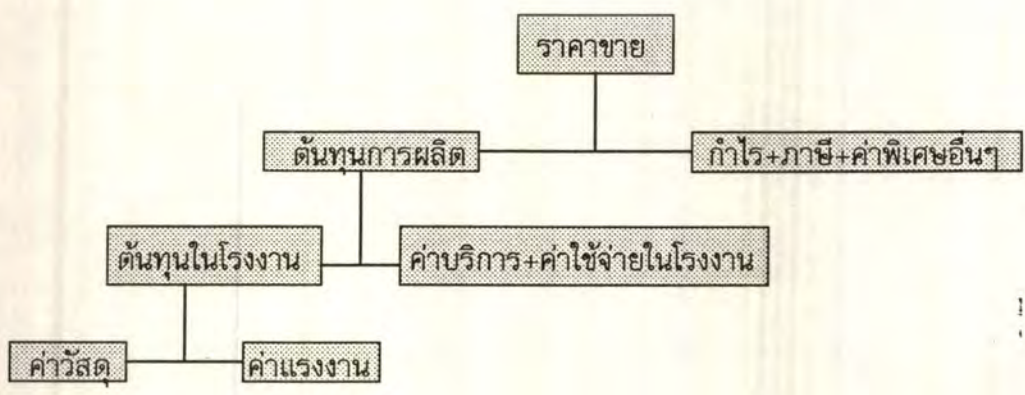 ราคาขาย
ต้นทุนการผลิต
กำไร+ภาษี+ค่าพิเศษอื่นๆ
ต้นทุนในโรงงาน
ค่าบริการ+ค่าใช้จ่ายในโรงงาน
ค่าวัสดุ
ค่าแรงงาน